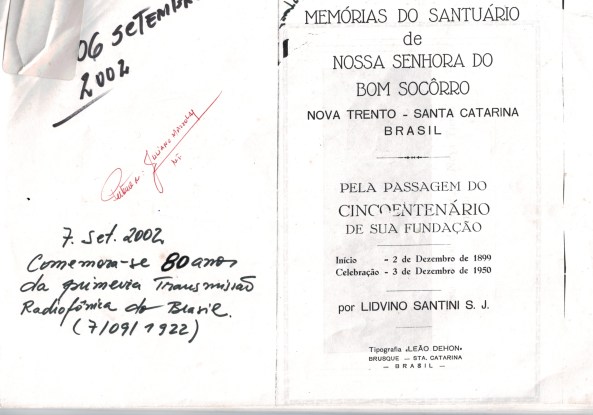 06 SETEMBRO
2002
7. Set. 2002
Comemora-se 80 anos
da primeira Transmissão
Radiofônica do Brasil.
(7/09/1922)
MEMÓRIAS DO SANTUÁRIO
de
NOSSA SENHORA DO
BOM SOCÔRRO
NOVA TRENTO - SANTA CATARINA
BRASIL
PELA PASSAGEM DO
CINCOENTENÁRIO
DE SUA FUNDAÇÃO
Início - 2 de Dezembro de 1899
Celebração - 3 de Dezembro de 1950
por LIDVINO SANTINI S. J.
Tipografia «LEÃO DEHON»
BRUSQUE — STA. CATARINA
— BRASIL —